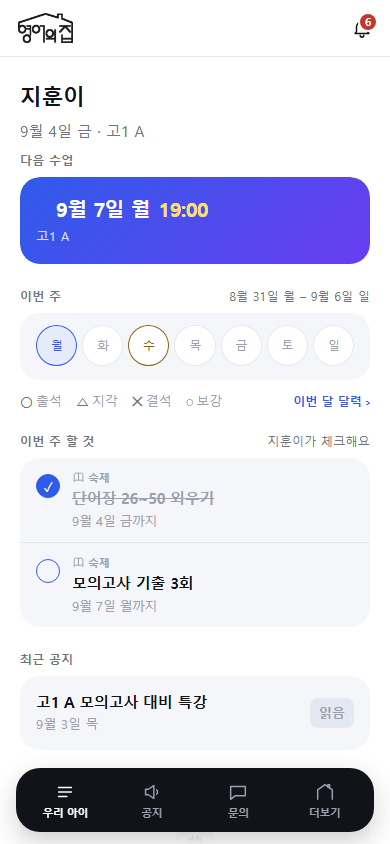 영어의집
6
지훈이
9월 4일 금 · 고1 A
다음 수업
9월 7일 월 19:00
고1 A
이번 주
8월 31일 월 – 9월 6일 일
월 화 수 목 금 토 일
출석 지각 결석 보강
이번 달 달력 ›
이번 주 할 것
지훈이가 체크해요
숙제
단어장 26~50 외우기
9월 4일 금까지
숙제
모의고사 기출 3회
9월 7일 월까지
최근 공지
고1 A 모의고사 대비 특강
9월 3일 목
읽음
우리 아이 공지 문의 더보기